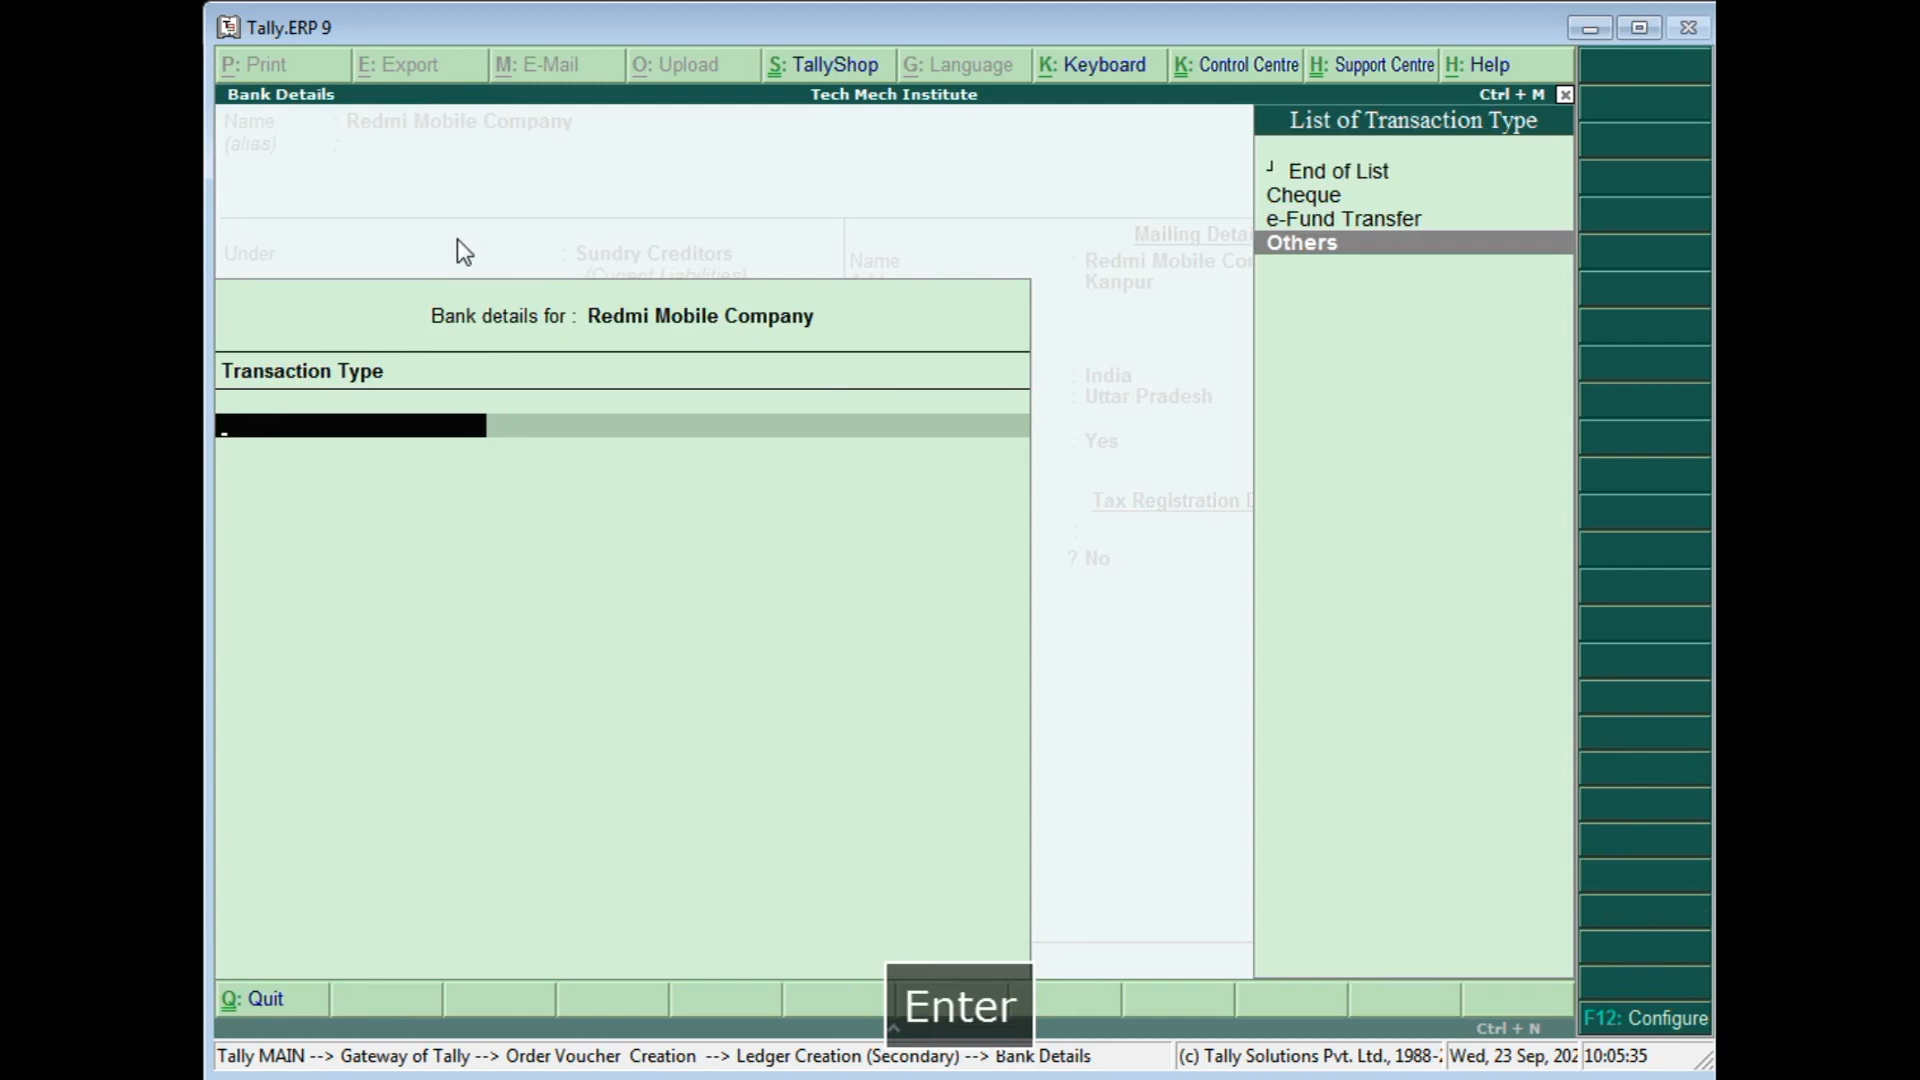 Tally.ERP 9
P: Print E: Export M: E-Mail O: Upload S: TallyShop G: Language K: Keyboard K: Control Centre H: Support Centre H: Help
Bank Details Tech Mech Institute Ctrl + M
Name : Redmi Mobile Company
(alias) :
List of Transaction Type
End of List
Cheque
e-Fund Transfer
Others
Under : Sundry Creditors
(Current Liabilities)
Mailing Detai
Name : Redmi Mobile Co
: Kanpur
: India
: Uttar Pradesh
: Yes
Tax Registration
:
? No
Bank details for : Redmi Mobile Company
Transaction Type
Q: Quit
Enter
Ctrl + N
F12: Configure
Tally MAIN --> Gateway of Tally --> Order Voucher Creation --> Ledger Creation (Secondary) --> Bank Details (c) Tally Solutions Pvt. Ltd., 1988- Wed, 23 Sep, 202 10:05:35